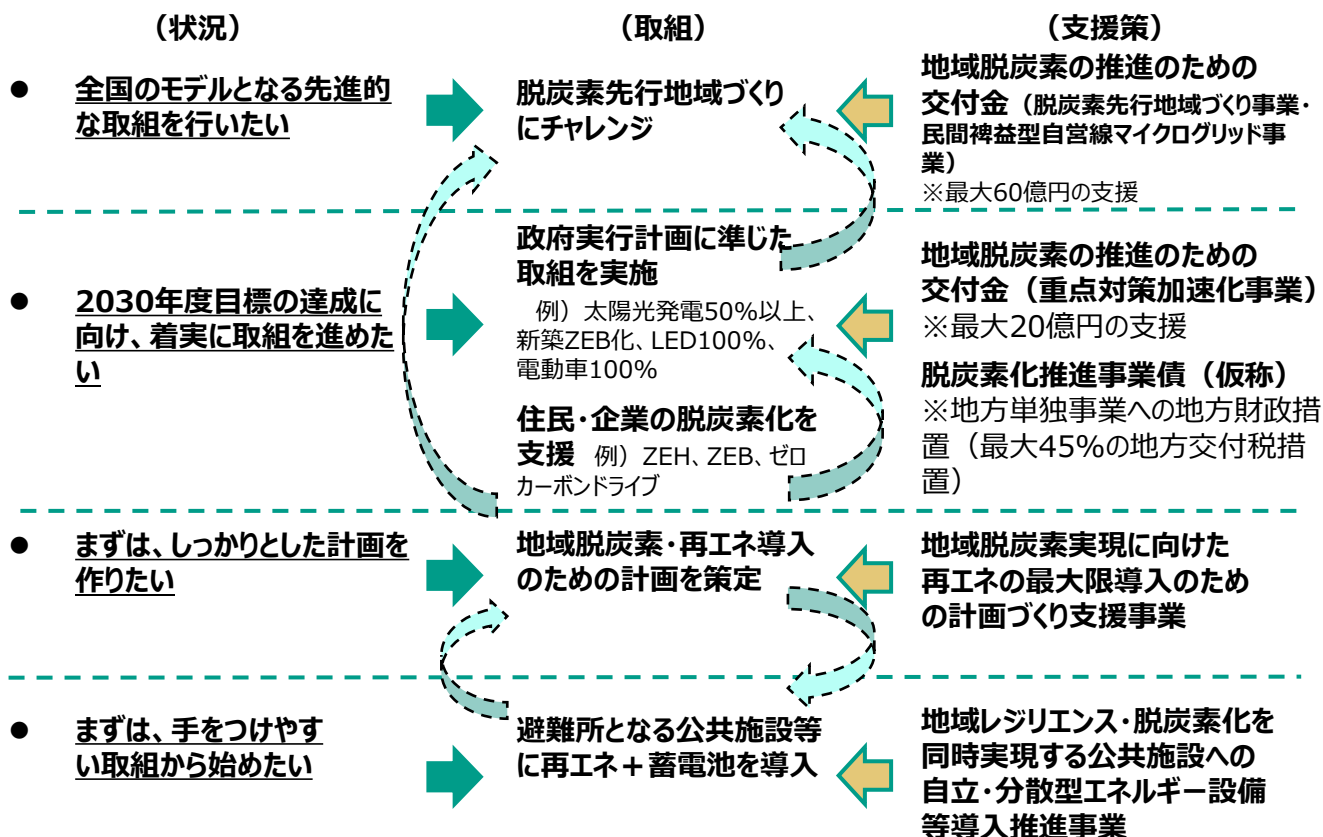 （状況）
（取組）
（支援策）
● 全国のモデルとなる先進的
な取組を行いたい
脱炭素先行地域づくり
にチャレンジ
地域脱炭素の推進のための
交付金（脱炭素先行地域づくり事業・
民間裨益型自営線マイクログリッド事
業）
※最大60億円の支援
● 2030年度目標の達成に
向け、着実に取組を進めた
い
政府実行計画に準じた
取組を実施
例）太陽光発電50%以上、
新築ZEB化、LED100%、
電動車100%
住民・企業の脱炭素化を
支援 例）ZEH、ZEB、ゼロ
カーボンドライブ
地域脱炭素の推進のための
交付金（重点対策加速化事業）
※最大20億円の支援
脱炭素化推進事業債（仮称）
※地方単独事業への地方財政措
置（最大45%の地方交付税措
置）
● まずは、しっかりとした計画を
作りたい
地域脱炭素・再エネ導入
のための計画を策定
地域脱炭素実現に向けた
再エネの最大限導入のため
の計画づくり支援事業
● まずは、手をつけやす
い取組から始めたい
避難所となる公共施設等
に再エネ＋蓄電池を導入
地域レジリエンス・脱炭素化を
同時実現する公共施設への
自立・分散型エネルギー設備
等導入推進事業